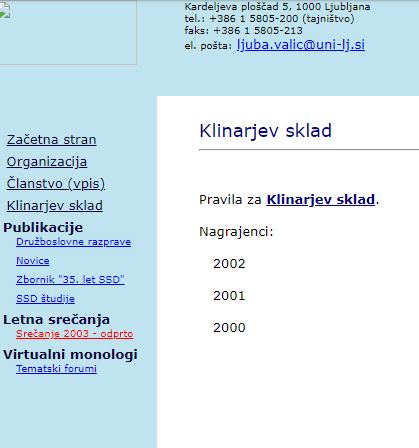 Kardeljeva ploščad 5, 1000 Ljubljana
tel.: +386 1 5805-200 (tajništvo)
faks: +386 1 5805-213
el. pošta: ljuba.valic@uni-lj.si
Začetna stran
Organizacija
Članstvo (vpis)
Klinarjev sklad
Publikacije
Družboslovne razprave
Novice
Zbornik "35. let SSD"
SSD študije
Letna srečanja
Srečanje 2003 - odprto
Virtualni monologi
Tematski forumi
Klinarjev sklad
Pravila za Klinarjev sklad.
Nagrajenci:
2002
2001
2000